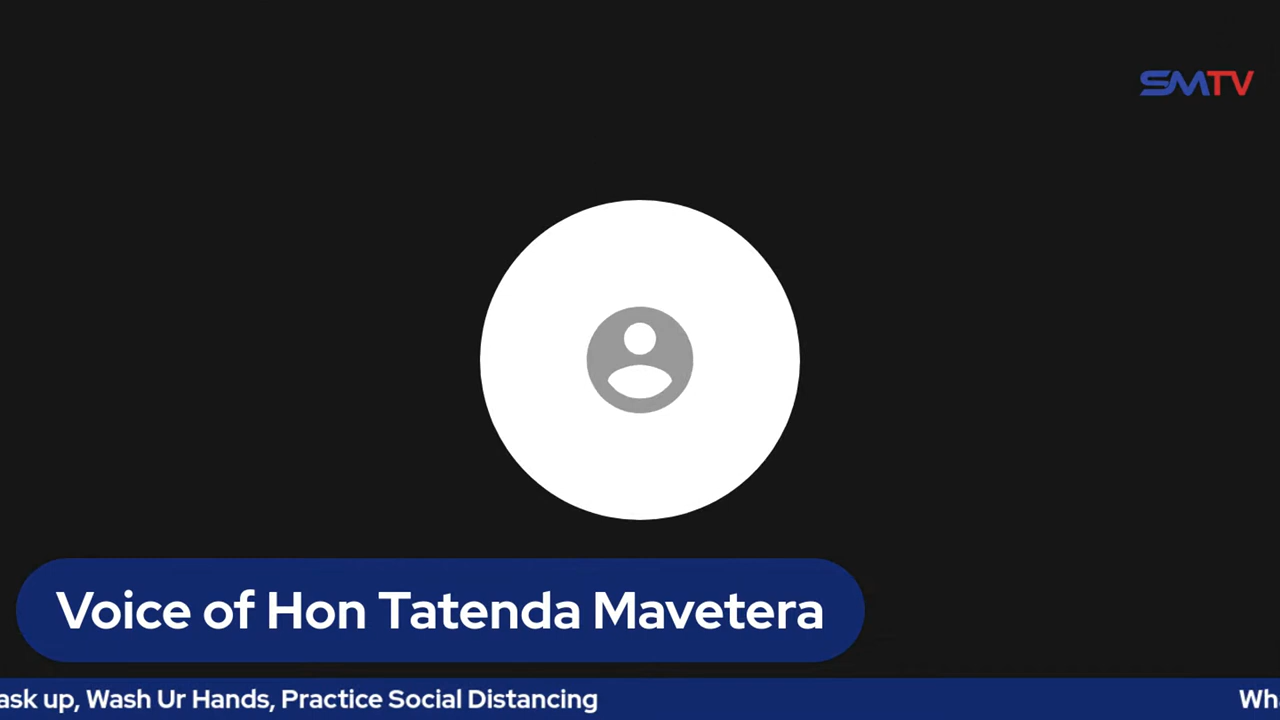 SMTV
Voice of Hon Tatenda Mavetera
ask up, Wash Ur Hands, Practice Social Distancing
Wh